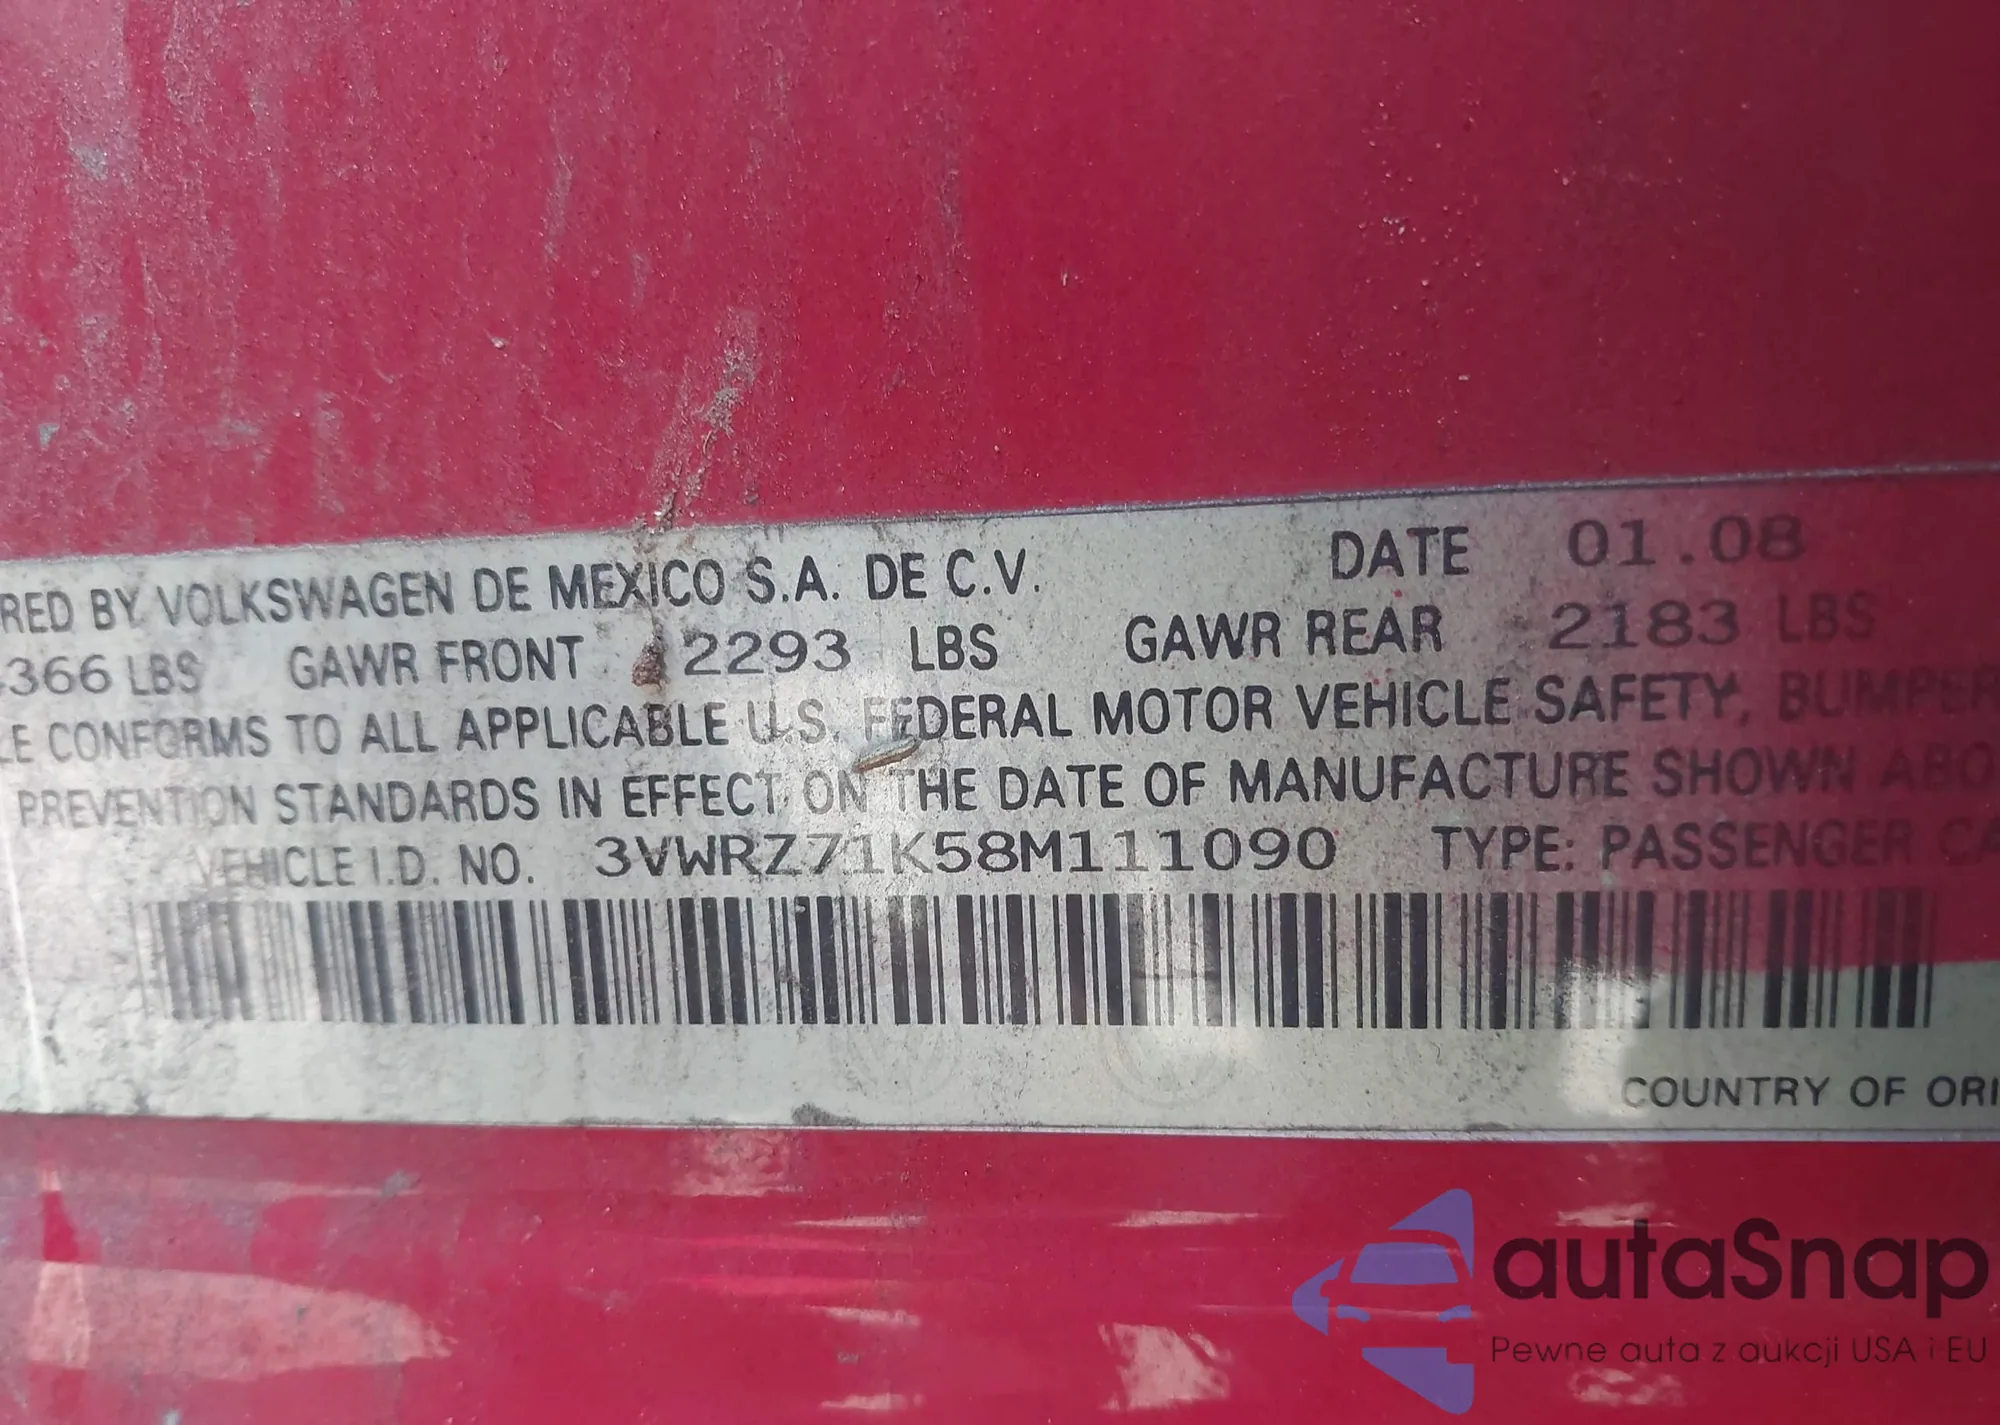 RED BY VOLKSWAGEN DE MEXICO S.A. DE C.V. DATE 01.08
366 LBS GAWR FRONT 2293 LBS GAWR REAR 2183 LBS
LE CONFORMS TO ALL APPLICABLE U.S. FEDERAL MOTOR VEHICLE SAFETY, BUMPER
PREVENTION STANDARDS IN EFFECT ON THE DATE OF MANUFACTURE SHOWN ABO
VEHICLE I.D. NO. 3VWRZ71K58M111090 TYPE: PASSENGER CA
COUNTRY OF ORI
autaSnap
Pewne auta z aukcji USA i EU